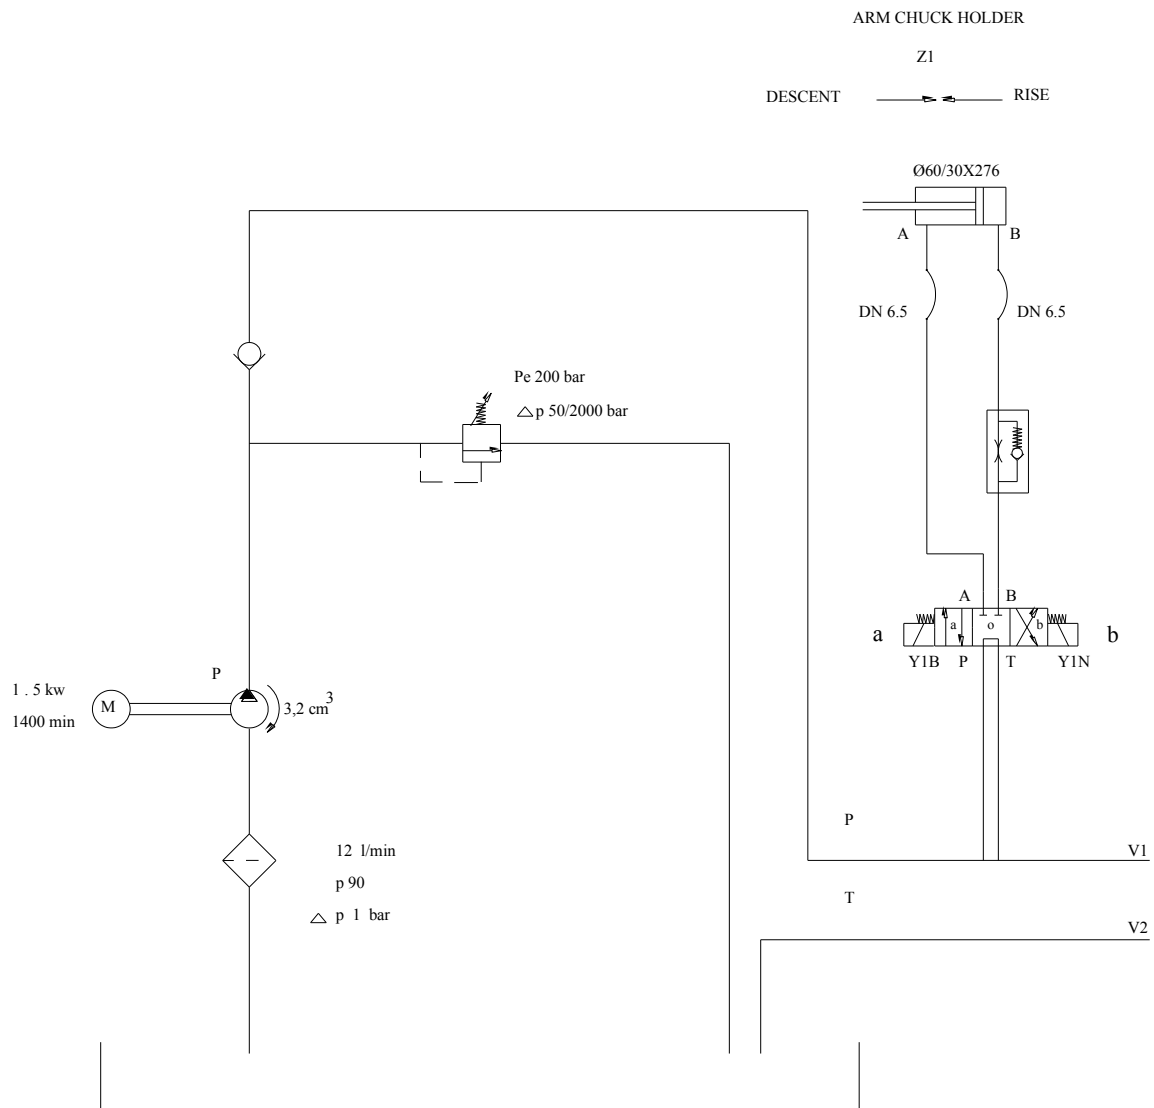 ARM CHUCK HOLDER
Z1
DESCENT RISE
Ø60/30X276
A B
DN 6.5 DN 6.5
Pe 200 bar
△ p 50/2000 bar
A B
a a o b b
Y1B P T Y1N
P
1 . 5 kw
M
3,2 cm³
1400 min
P
12 l/min
V1
p 90
T
△ p 1 bar
V2